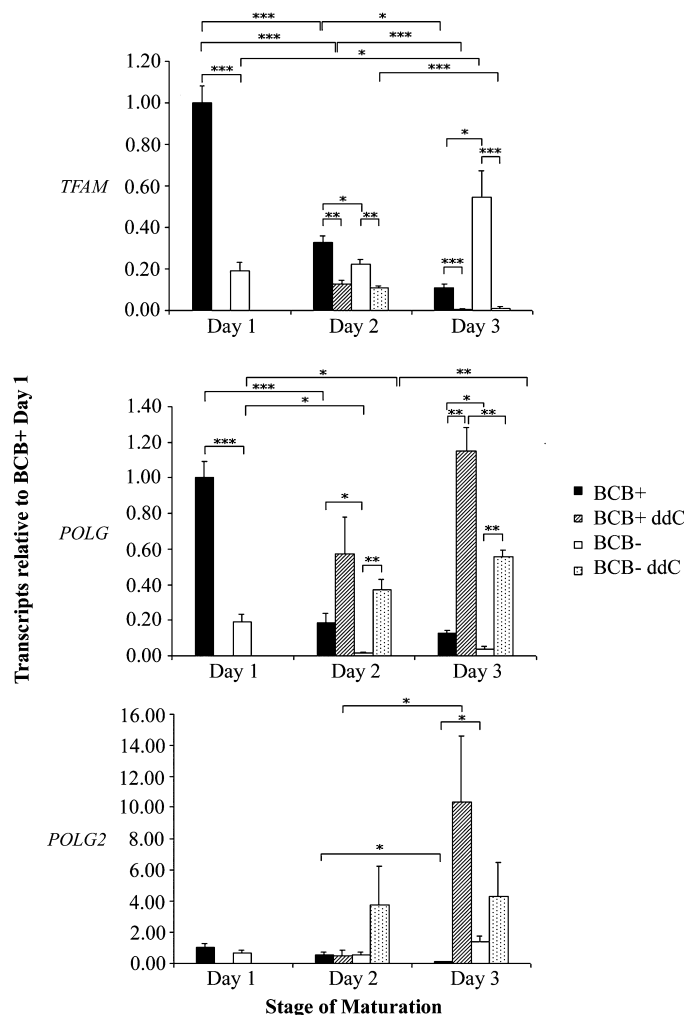 *** *
*** ***
*
*** ***
1.20
1.00
0.80
0.60
0.40
0.20
0.00
TFAM
* ***
* ** **
***
Day 1 Day 2 Day 3
Transcripts relative to BCB+ Day 1
* **
***
*
1.40
1.20
1.00
0.80
0.60
0.40
0.20
0.00
POLG
*** * ** * ** ** **
Day 1 Day 2 Day 3
BCB+
BCB+ ddC
BCB-
BCB- ddC
16.00
14.00
12.00
10.00
8.00
6.00
4.00
2.00
0.00
POLG2
*
*
*
Day 1 Day 2 Day 3
Stage of Maturation